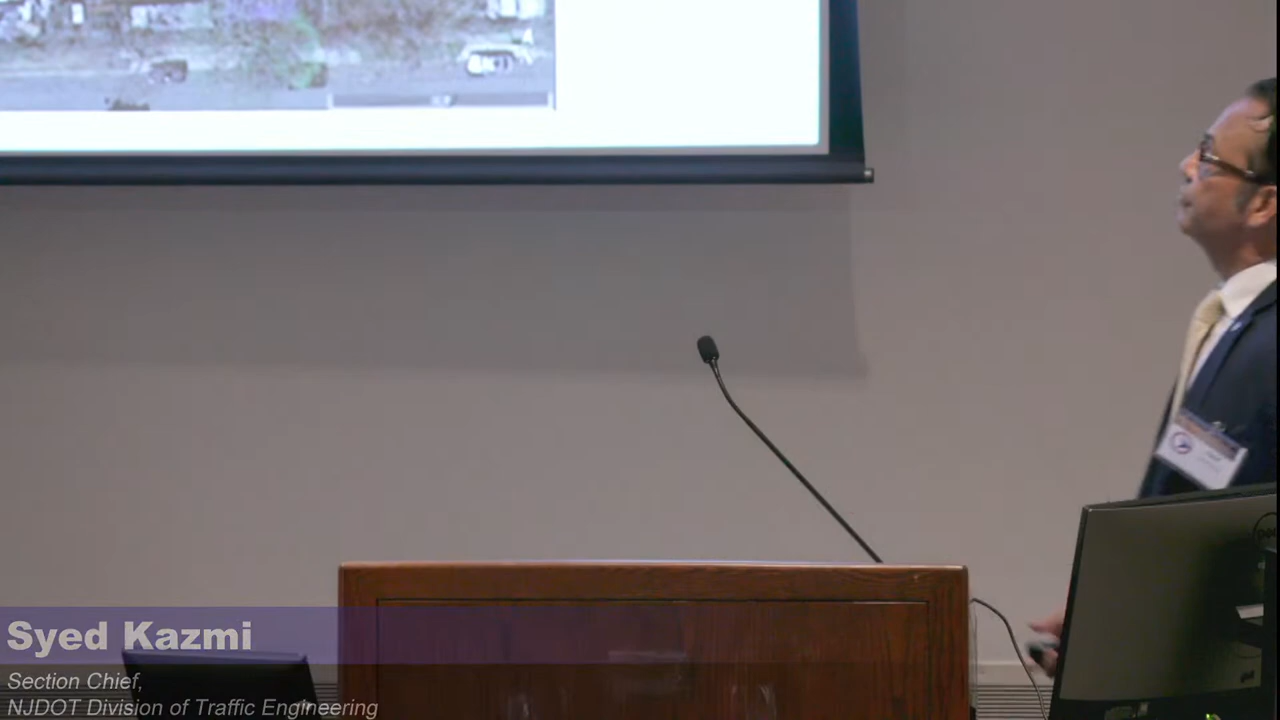 Syed Kazmi
Section Chief,
NJDOT Division of Traffic Engineering